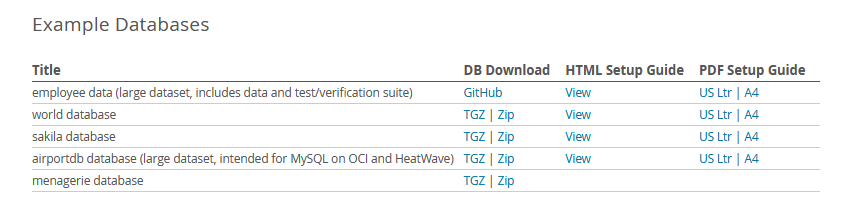 Example Databases
Title DB Download HTML Setup Guide PDF Setup Guide
employee data (large dataset, includes data and test/verification suite) GitHub View US Ltr | A4
world database TGZ | Zip View US Ltr | A4
sakila database TGZ | Zip View US Ltr | A4
airportdb database (large dataset, intended for MySQL on OCI and HeatWave) TGZ | Zip View US Ltr | A4
menagerie database TGZ | Zip